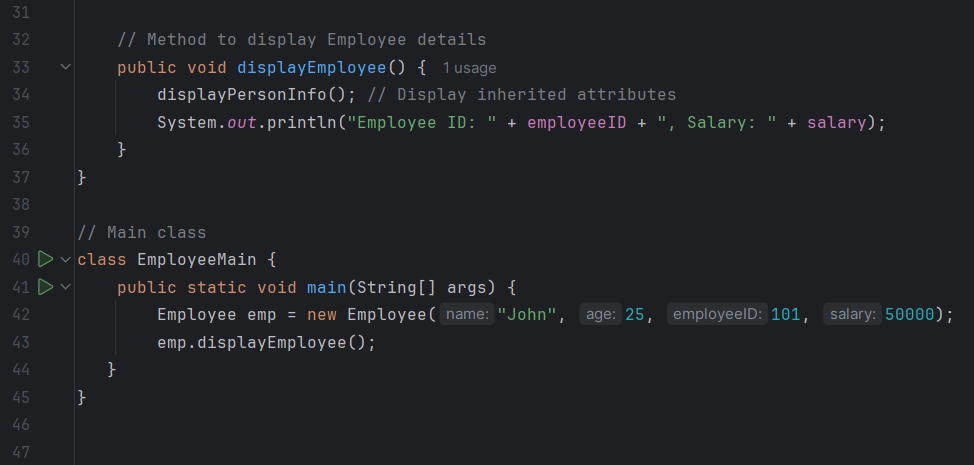 31
32 // Method to display Employee details
33 public void displayEmployee() { 1 usage
34 displayPersonInfo(); // Display inherited attributes
35 System.out.println("Employee ID: " + employeeID + ", Salary: " + salary);
36 }
37 }
38
39 // Main class
40 class EmployeeMain {
41 public static void main(String[] args) {
42 Employee emp = new Employee( name: "John", age: 25, employeeID: 101, salary: 50000);
43 emp.displayEmployee();
44 }
45 }
46
47